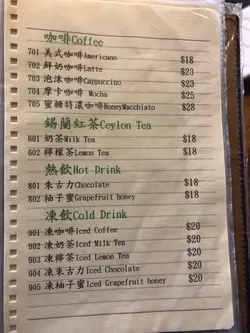 咖啡Coffee
701 美式咖啡Americano $18
702 鮮奶咖啡Latte $23
703 泡沫咖啡Cappuccino $23
704 摩卡咖啡 Mocha $25
705 蜜糖特濃咖啡HoneyMacchiato $28
錫蘭紅茶Ceylon Tea
601 奶茶Milk Tea $18
602 檸檬茶Lemon Tea $18
熱飲Hot Drink
801 朱古力Chocolate $18
802 柚子蜜Grapefruit honey $18
凍飲Cold Drink
901 凍咖啡Iced Coffee $20
902 凍奶茶Iced Milk Tea $20
903 凍檸茶Iced Lemon Tea $20
904 凍朱古力Iced Chocolate $20
905 凍柚子蜜Iced Grapefruit honey $20